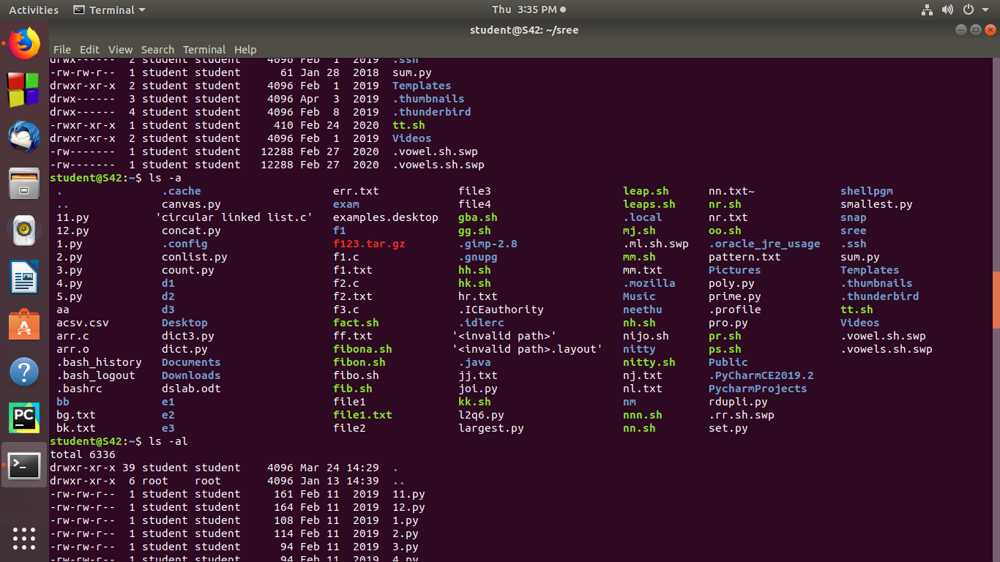 Activities Terminal Thu 3:35 PM
student@S42: ~/sree
File Edit View Search Terminal Help
drwx------ 2 student student 4096 Feb 1 2019 .ssh
-rw-rw-r-- 1 student student 61 Jan 28 2018 sum.py
drwxr-xr-x 2 student student 4096 Feb 1 2019 Templates
drwx------ 3 student student 4096 Apr 3 2019 .thumbnails
drwx------ 4 student student 4096 Feb 8 2019 .thunderbird
-rwxr-xr-x 1 student student 410 Feb 24 2020 tt.sh
drwxr-xr-x 2 student student 4096 Feb 1 2019 Videos
-rw------- 1 student student 12288 Feb 27 2020 .vowel.sh.swp
-rw------- 1 student student 12288 Feb 27 2020 .vowels.sh.swp
student@S42:~$ ls -a
. .cache err.txt file3 leap.sh nn.txt~ shellpgm
.. canvas.py exam file4 leaps.sh nr.sh smallest.py
11.py 'circular linked list.c' examples.desktop gba.sh .local nr.txt snap
12.py concat.py f1 gg.sh mj.sh oo.sh sree
1.py .config f123.tar.gz .gimp-2.8 .ml.sh.swp .oracle_jre_usage .ssh
2.py conlist.py f1.c .gnupg mm.sh pattern.txt sum.py
3.py count.py f1.txt hh.sh mm.txt Pictures Templates
4.py d1 f2.c hk.sh .mozilla poly.py .thumbnails
5.py d2 f2.txt hr.txt Music prime.py .thunderbird
aa d3 f3.c .ICEauthority neethu .profile tt.sh
acsv.csv Desktop fact.sh .idlerc nh.sh pro.py Videos
arr.c dict3.py ff.txt '<invalid path>' nijo.sh pr.sh .vowel.sh.swp
arr.o dict.py fibona.sh '<invalid path>.layout' nitty ps.sh .vowels.sh.swp
.bash_history Documents fibon.sh .java nitty.sh Public
.bash_logout Downloads fibo.sh jj.txt nj.txt .PyCharmCE2019.2
.bashrc dslab.odt fib.sh joi.py nl.txt PycharmProjects
bb e1 file1 kk.sh nm rdupli.py
bg.txt e2 file1.txt l2q6.py nnn.sh .rr.sh.swp
bk.txt e3 file2 largest.py nn.sh set.py
student@S42:~$ ls -al
total 6336
drwxr-xr-x 39 student student 4096 Mar 24 14:29 .
drwxr-xr-x 6 root root 4096 Jan 13 14:39 ..
-rw-rw-r-- 1 student student 161 Feb 11 2019 11.py
-rw-rw-r-- 1 student student 164 Feb 11 2019 12.py
-rw-rw-r-- 1 student student 108 Feb 11 2019 1.py
-rw-rw-r-- 1 student student 114 Feb 11 2019 2.py
-rw-rw-r-- 1 student student 94 Feb 11 2019 3.py
-rw-rw-r-- 1 student student 94 Feb 11 2019 4.py
PC